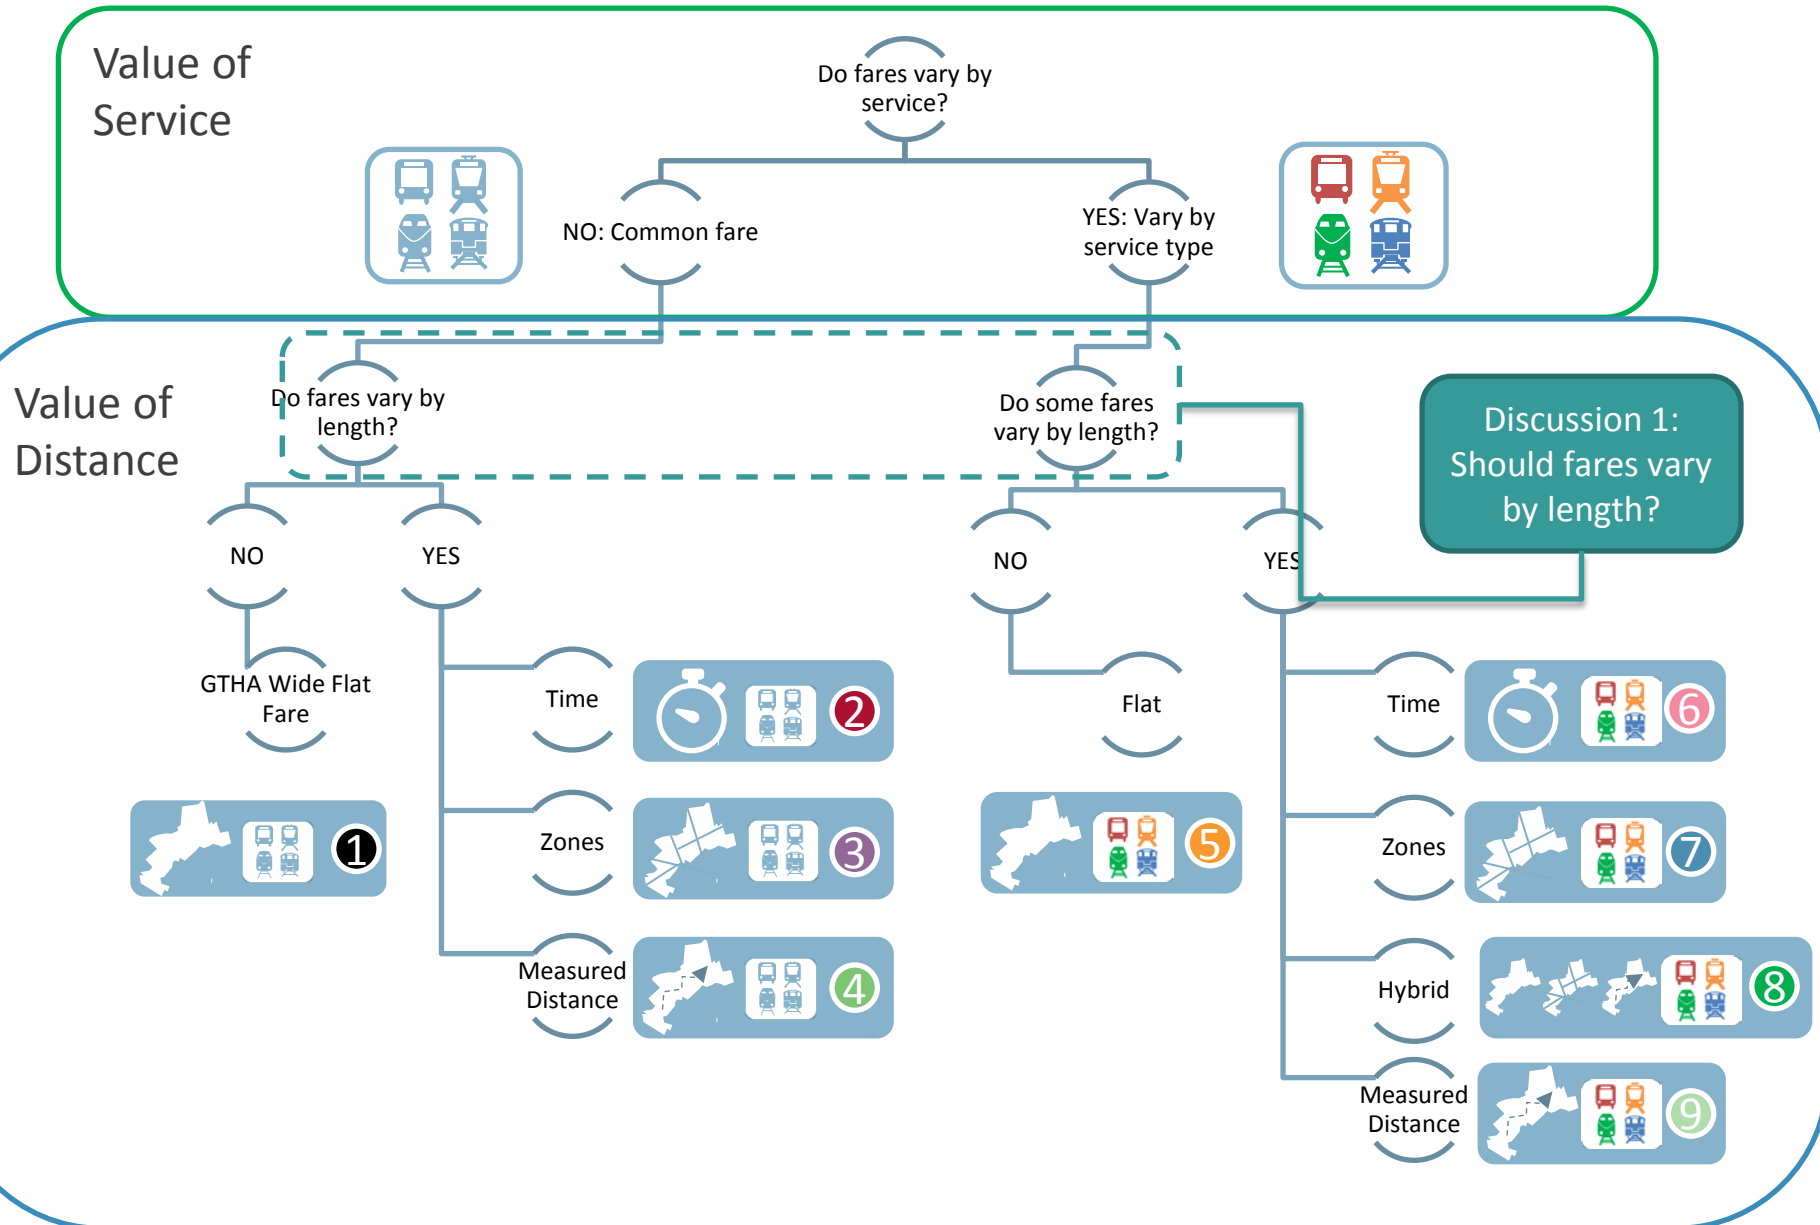 Value of
Service
Do fares vary by
service?
NO: Common fare
YES: Vary by
service type
Value of
Distance
Do fares vary by
length?
Do some fares
vary by length?
Discussion 1:
Should fares vary
by length?
NO
YES
NO
YES
GTHA Wide Flat
Fare
Time
2
Flat
Time
6
1
Zones
3
5
Zones
7
Measured
Distance
4
Hybrid
8
Measured
Distance
9